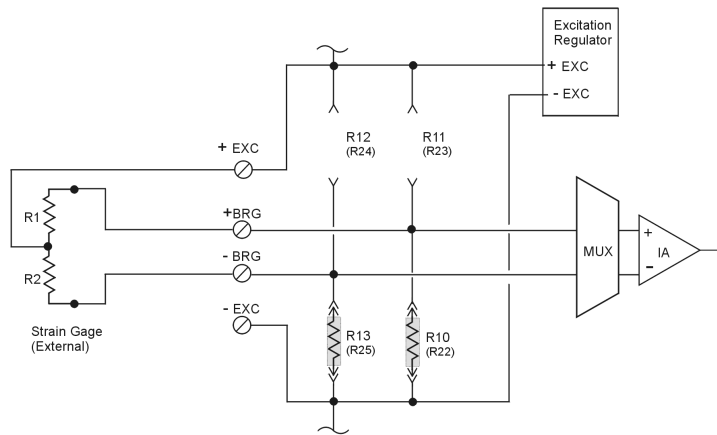 Excitation
Regulator
+ EXC
- EXC
R12
(R24)
R11
(R23)
+ EXC
R1
+BRG
- BRG
R2
MUX
+
IA
-
- EXC
Strain Gage
(External)
R13
(R25)
R10
(R22)